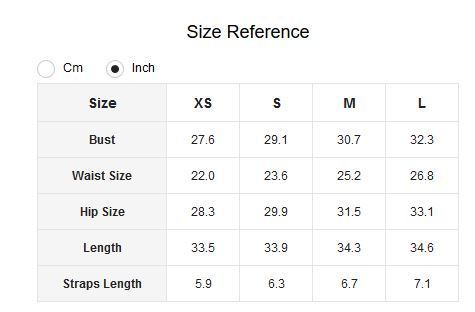 Size Reference
Cm Inch
Size XS S M L
Bust 27.6 29.1 30.7 32.3
Waist Size 22.0 23.6 25.2 26.8
Hip Size 28.3 29.9 31.5 33.1
Length 33.5 33.9 34.3 34.6
Straps Length 5.9 6.3 6.7 7.1